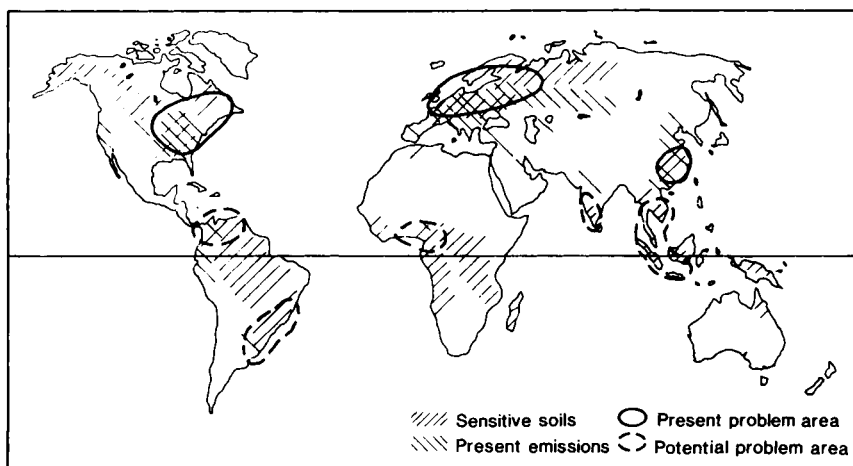 Sensitive soils Present problem area
Present emissions Potential problem area